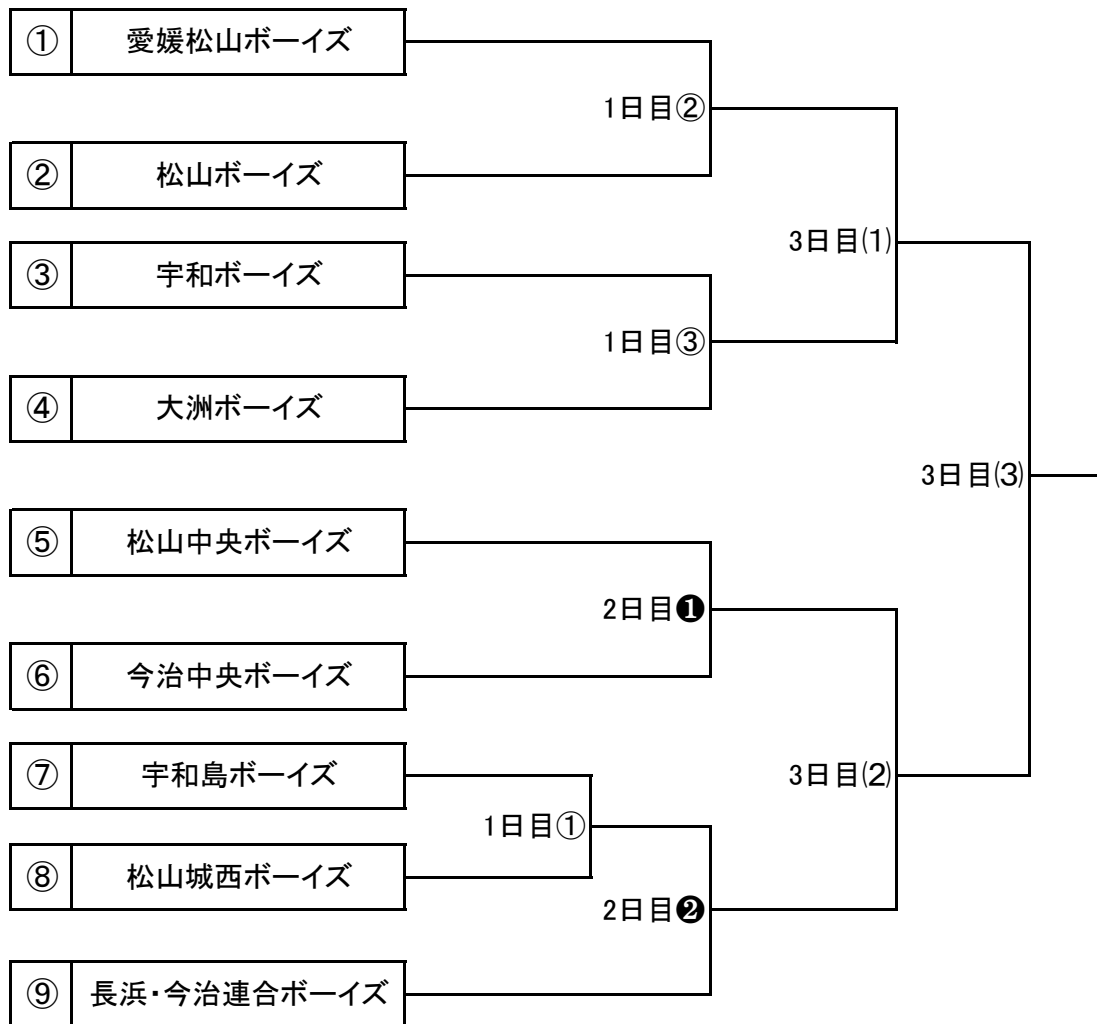 ① 愛媛松山ボーイズ
1日目②
② 松山ボーイズ
3日目⑴
③ 宇和ボーイズ
1日目③
④ 大洲ボーイズ
3日目⑶
⑤ 松山中央ボーイズ
2日目❶
⑥ 今治中央ボーイズ
⑦ 宇和島ボーイズ
3日目⑵
1日目①
⑧ 松山城西ボーイズ
2日目❷
⑨ 長浜・今治連合ボーイズ